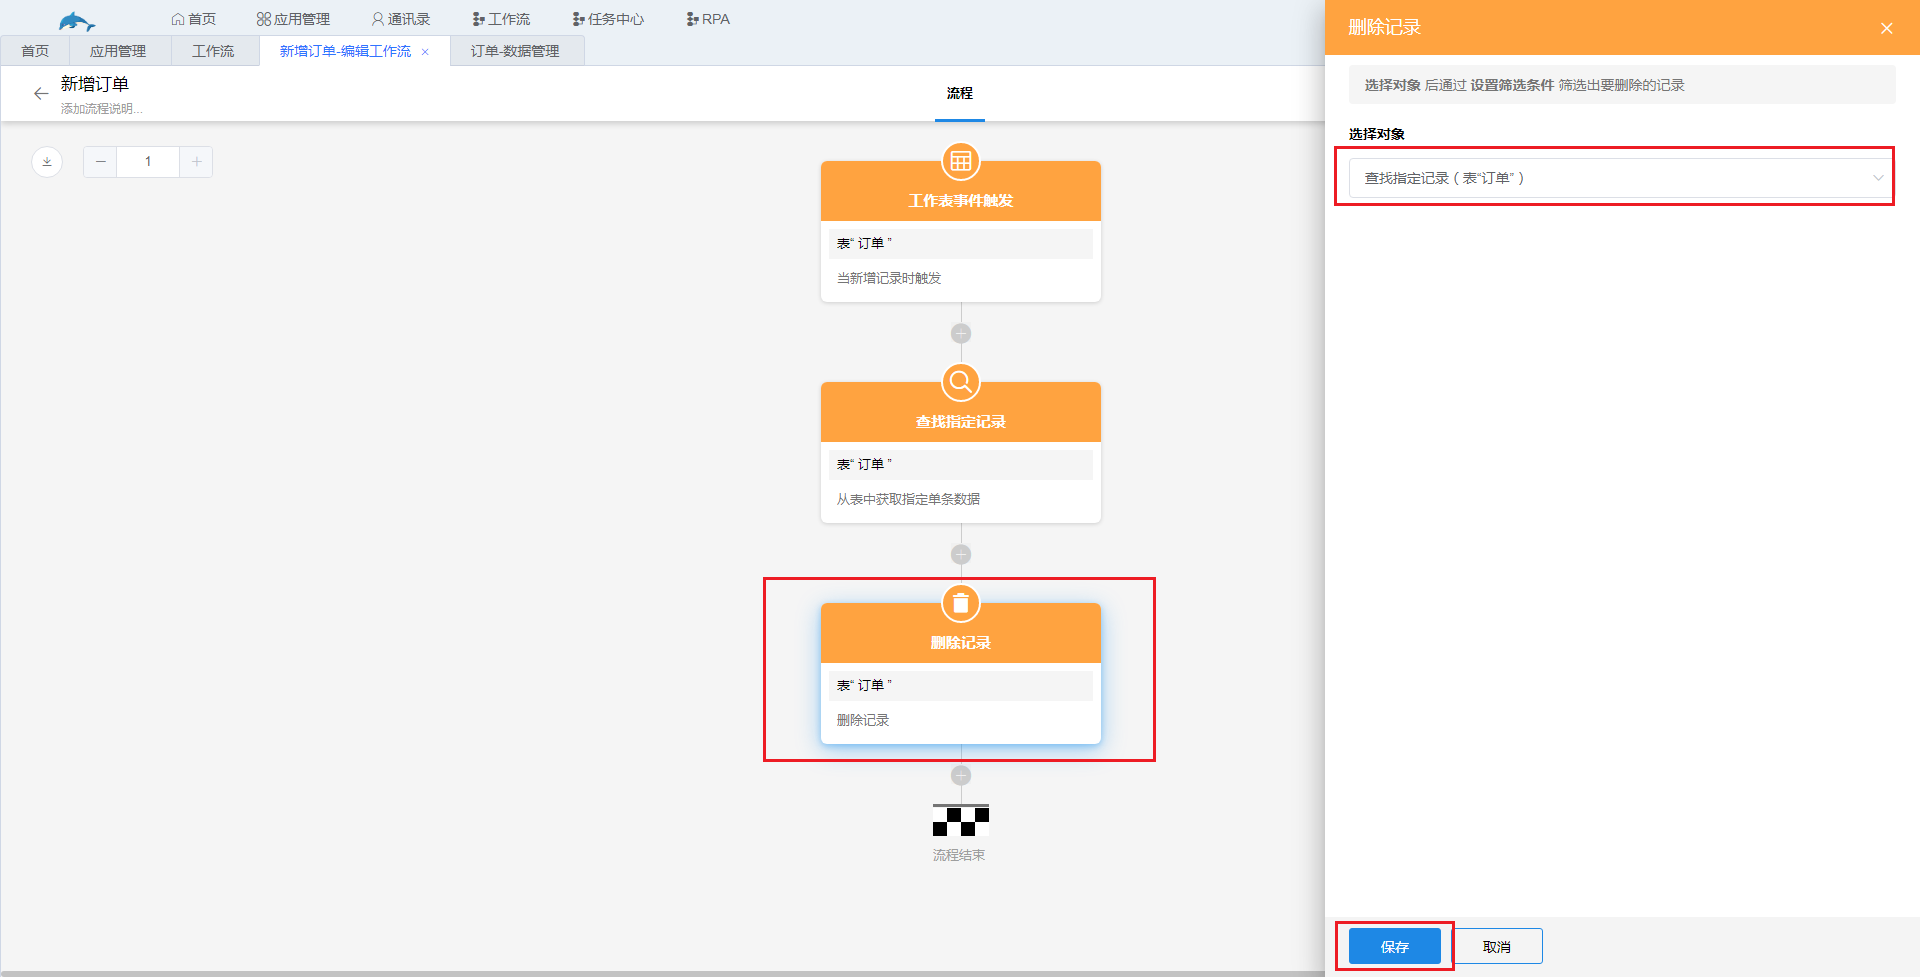 首页 应用管理 通讯录 工作流 任务中心 RPA
首页 应用管理 工作流 新增订单-编辑工作流 × 订单-数据管理
新增订单
添加流程说明...
流程
1
工作表事件触发
表“ 订单 ”
当新增记录时触发
查找指定记录
表“ 订单 ”
从表中获取指定单条数据
删除记录
表“ 订单 ”
删除记录
流程结束
删除记录
选择对象 后通过 设置筛选条件 筛选出要删除的记录
选择对象
查找指定记录 ( 表“订单” )
保存 取消